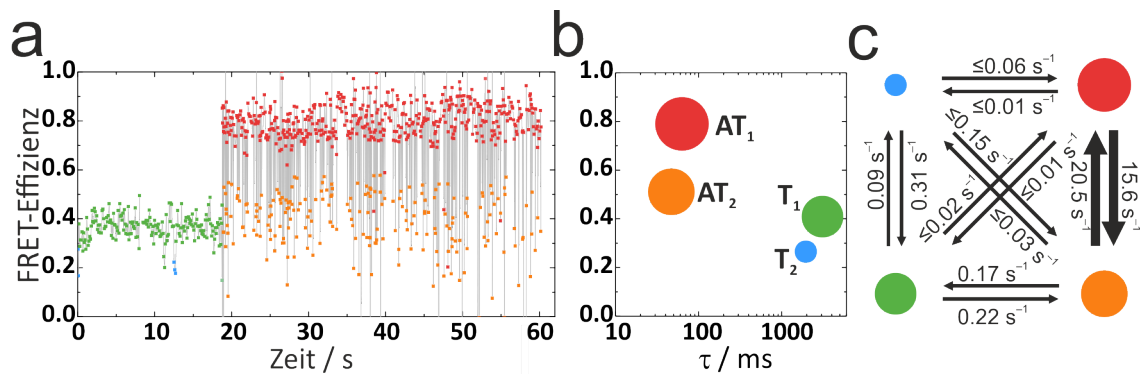 a
FRET-Effizienz
1.0
0.8
0.6
0.4
0.2
0.0
0
10
20
30
40
50
60
Zeit / s
b
1.0
0.8
0.6
0.4
0.2
0.0
10
100
1000
τ / ms
AT₁
AT₂
T₁
T₂
c
≤0.06 s⁻¹
≤0.01 s⁻¹
≤0.15 s⁻¹
≤0.01 s⁻¹
0.09 s⁻¹
0.31 s⁻¹
≤0.02 s⁻¹
≤0.03 s⁻¹
20.5 s⁻¹
15.6 s⁻¹
0.17 s⁻¹
0.22 s⁻¹